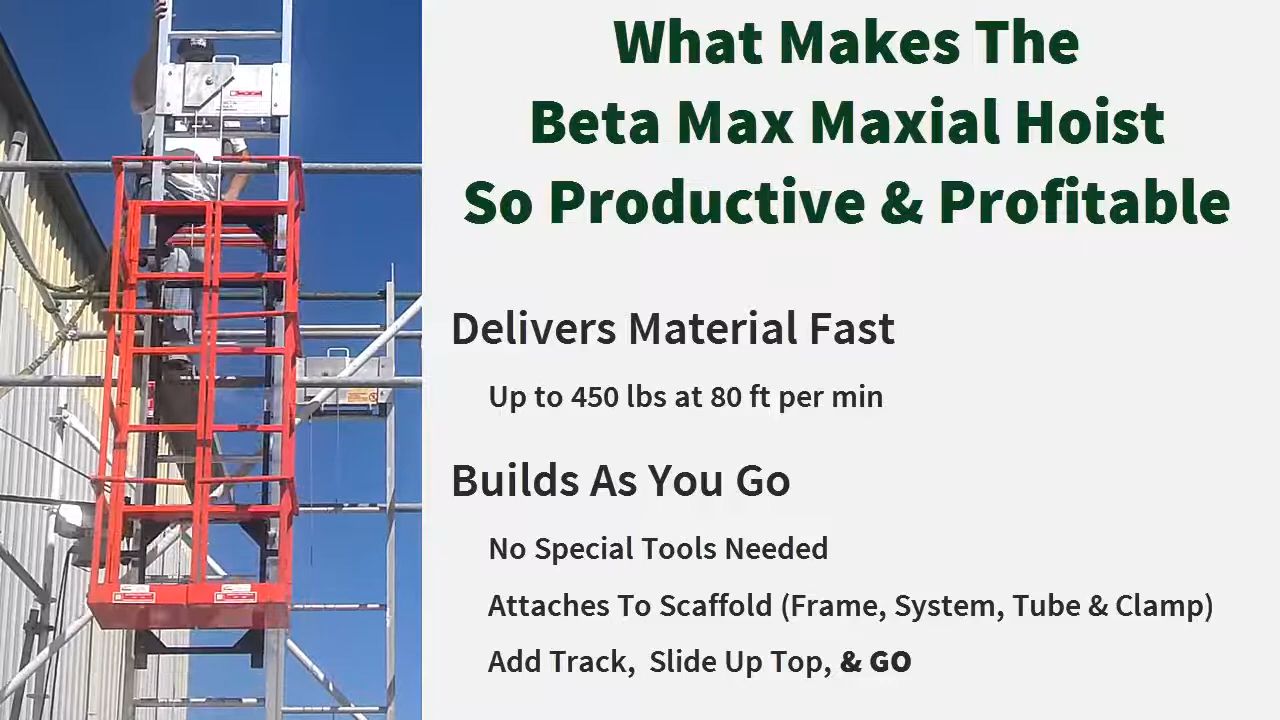 What Makes The
Beta Max Maxial Hoist
So Productive & Profitable
Delivers Material Fast
Up to 450 lbs at 80 ft per min
Builds As You Go
No Special Tools Needed
Attaches To Scaffold (Frame, System, Tube & Clamp)
Add Track, Slide Up Top, & GO